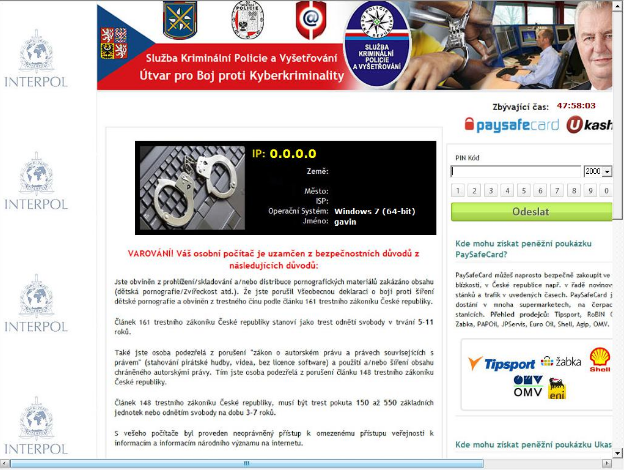 INTERPOL
INTERPOL
INTERPOL
INTERPOL
POLICIE
SLUŽBA
KRIMINÁLNÍ
POLICIE
A VYŠETŘOVÁNÍ
Služba Kriminální Policie a Vyšetřování
Útvar pro Boj proti Kyberkriminality
Zbývající čas: 47:58:03
paysafecard Ukash
IP: 0.0.0.0
Země:
Město:
ISP:
Operační Systém: Windows 7 (64-bit)
Jméno: gavin
VAROVÁNÍ! Váš osobní počítač je uzamčen z bezpečnostních důvodů z
následujících důvodů:
Jste obviněn z prohlížení/skladování a/nebo distribuce pornografických materiálů zakázáno obsahu
(dětská pornografie/Zvířeckost atd.). Že jste porušil všeobecnou deklaraci o boji proti šíření
dětské pornografie a obviněn z trestného činu podle článku 161 trestního zákoníku České republiky.
Článek 161 trestního zákoníku České republiky stanoví jako trest odnětí svobody v trvání 5-11
roků.
Také jste osoba podezřelá z porušení "zákon o autorském právu a právech souvisejících s
právem" (stahování pirátské hudby, videa, bez licence software) a použití a/nebo šíření obsahu
chráněného autorskými právy. Tím jste osoba podezřelá z porušení článku 148 trestního zákoníku
České republiky.
Článek 148 trestního zákoníku České republiky, musí být trest pokuta 150 až 550 základních
jednotek nebo odnětím svobody na dobu 3-7 roků.
S vešeho počítače byl proveden neoprávněný přístup k omezenému přístupu veřejnosti k
informacím a informacím národního významu na internetu.
PIN Kód
2000
1 2 3 4 5 6 7 8 9 0
Odeslat
Kde mohu získat peněžní poukázku
PaySafeCard?
PaySafeCard můžeš naprosto bezpečně zakoupit ve
blízkosti, v České republice např. v řadě novinov
stánků a trafik v uvedených časech. PaySafeCard j
dostání v mnoha supermarketech, na čerpac
stanicích. Přehled prodejců: Tipsport, RoBiN
Žabka, PAPOIL, JPServis, Euro Oil, Shell, Agip, OMV.
Tipsport žabka Shell
OMV eni
Kde mohu získat peněžní poukázku Ukas